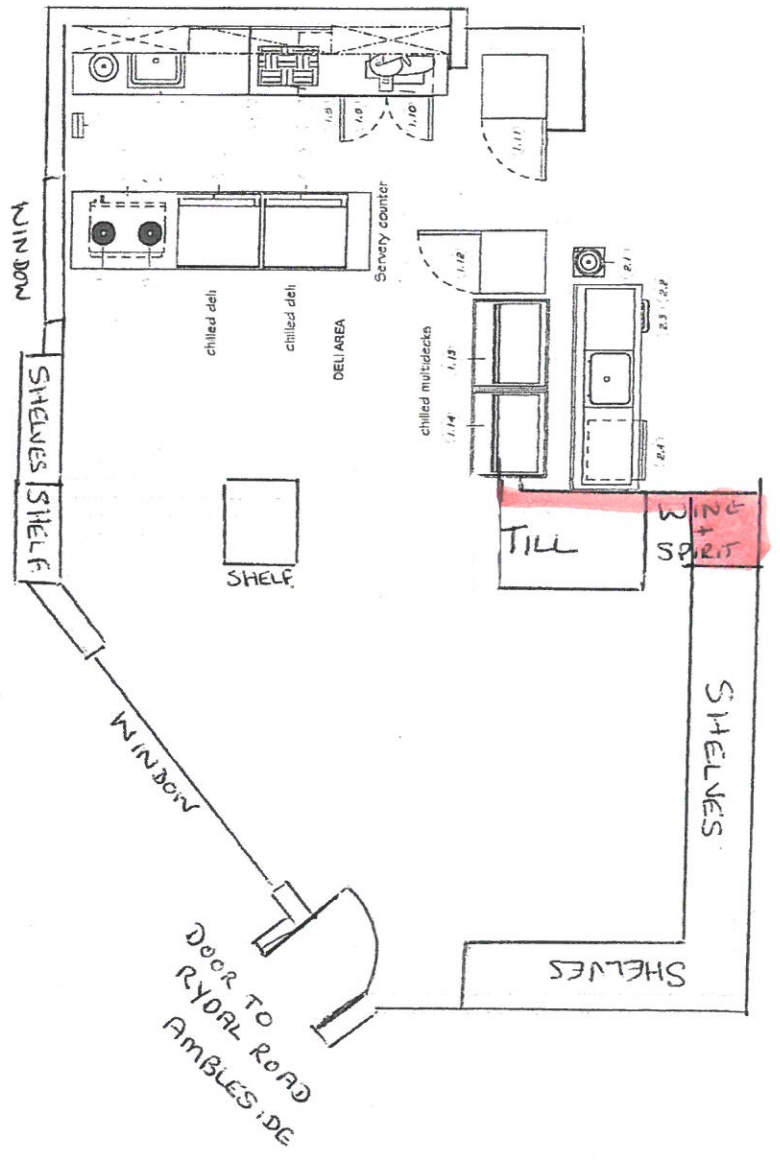 1.10
1.11
WINDOW
Servery counter
chilled deli
chilled deli
DELI AREA
1.12
2.1
2.2
2.3
chilled multidecks
1.13
1.14
2.4
SHELVES
SHELF
SHELF
TILL
WINE
+
SPIRIT
SHELVES
WINDOW
SHELVES
DOOR TO
RYDAL ROAD
AMBLESIDE